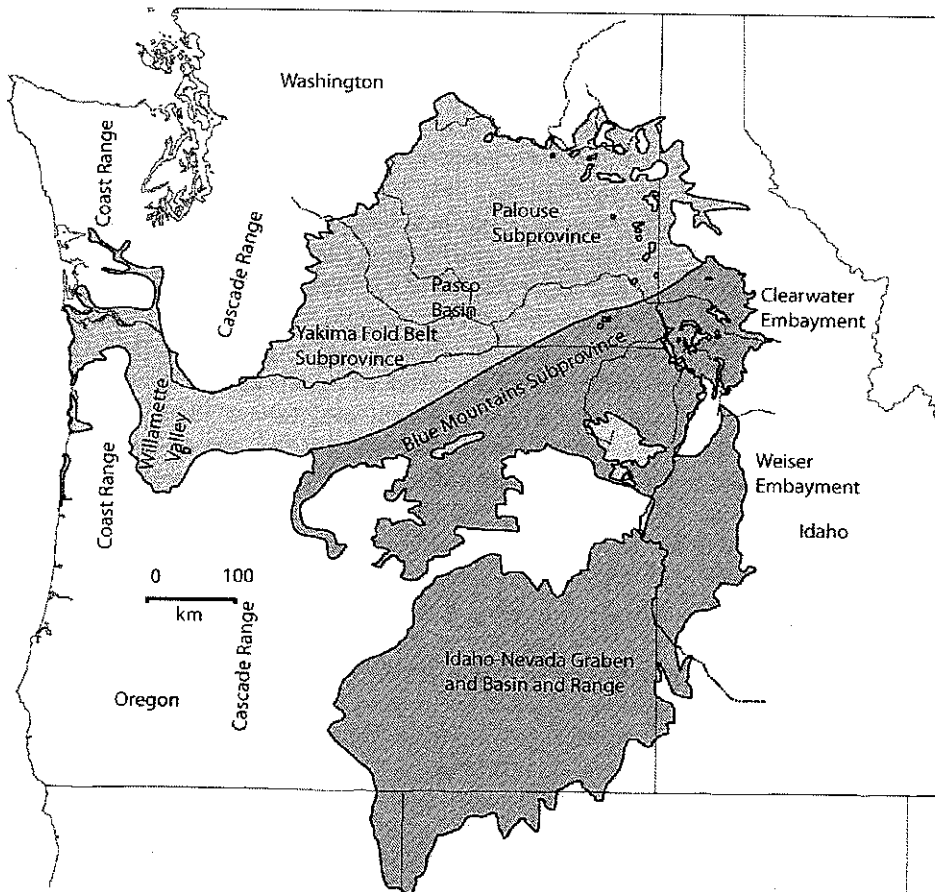 Washington
Coast Range
Cascade Range
Palouse
Subprovince
Pasco
Basin
Yakima Fold Belt
Subprovince
Clearwater
Embayment
Blue Mountains Subprovince
Willamette
Valley
Coast Range
Weiser
Embayment
Idaho
0 100
km
Cascade Range
Idaho-Nevada Graben
and Basin and Range
Oregon